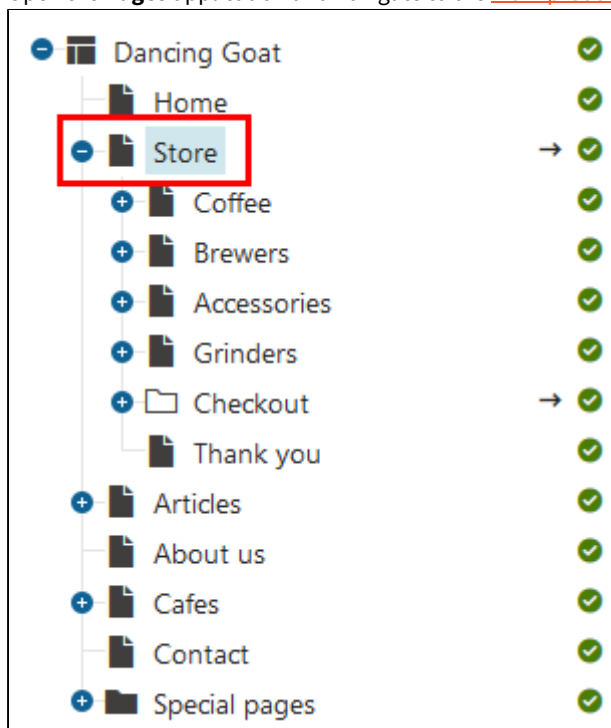 Dancing Goat
Home
Store
Coffee
Brewers
Accessories
Grinders
Checkout
Thank you
Articles
About us
Cafes
Contact
Special pages